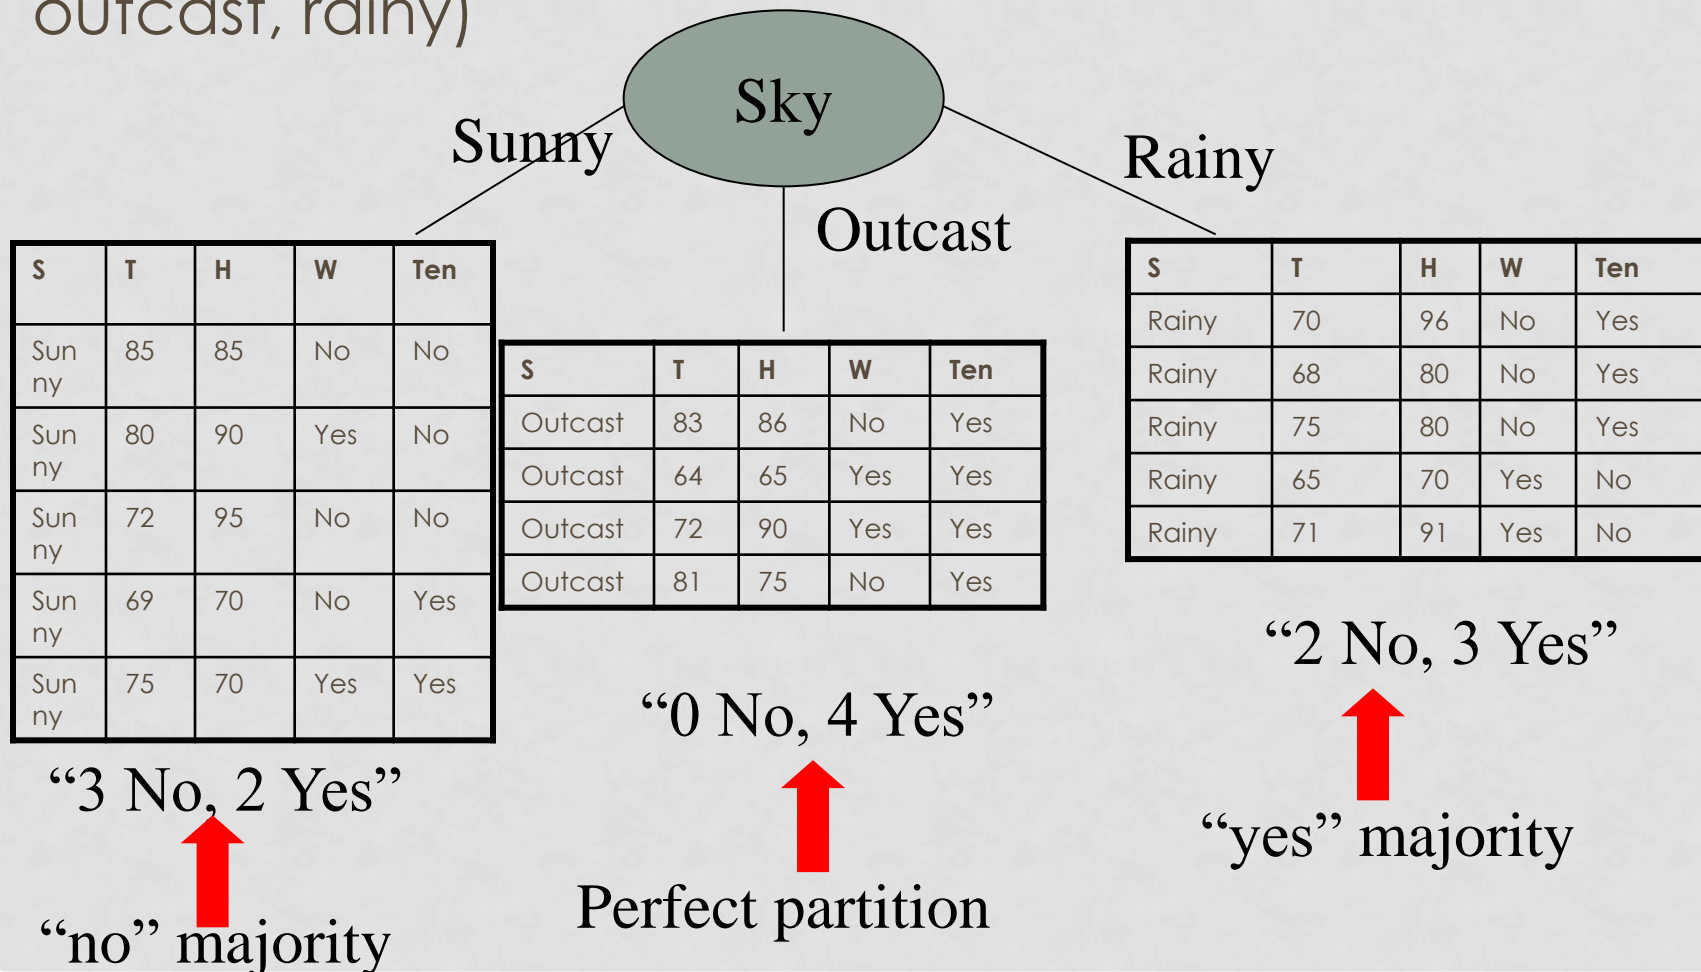 outcast, rainy)
Sky
Sunny
Outcast
Rainy
S T H W Ten
Sun
ny 85 85 No No
Sun
ny 80 90 Yes No
Sun
ny 72 95 No No
Sun
ny 69 70 No Yes
Sun
ny 75 70 Yes Yes
“3 No, 2 Yes”
“no” majority
S T H W Ten
Outcast 83 86 No Yes
Outcast 64 65 Yes Yes
Outcast 72 90 Yes Yes
Outcast 81 75 No Yes
“0 No, 4 Yes”
Perfect partition
S T H W Ten
Rainy 70 96 No Yes
Rainy 68 80 No Yes
Rainy 75 80 No Yes
Rainy 65 70 Yes No
Rainy 71 91 Yes No
“2 No, 3 Yes”
“yes” majority